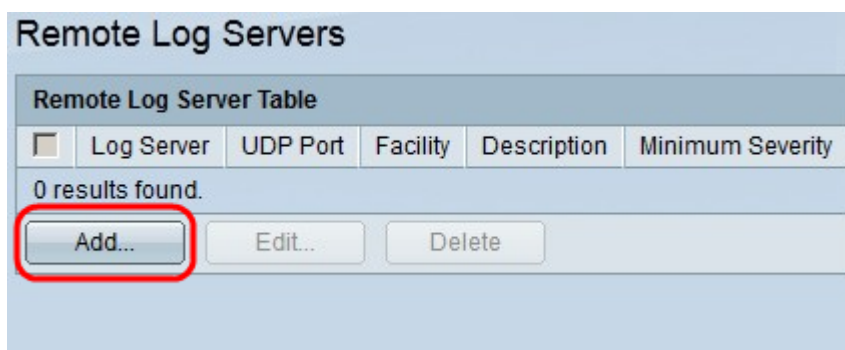 Remote Log Servers
Remote Log Server Table
Log Server UDP Port Facility Description Minimum Severity
0 results found.
Add... Edit... Delete